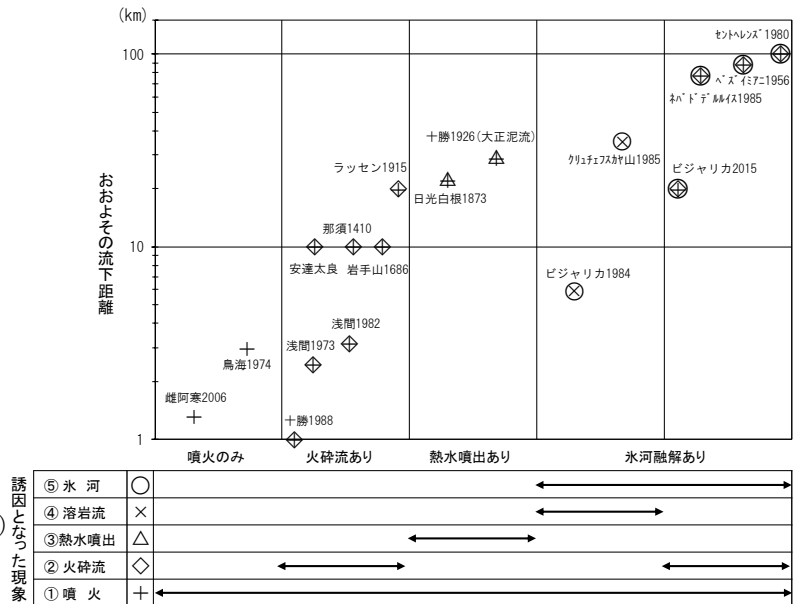 (km)
100
10
1
おおよその流下距離
セントヘレンズ1980
ベズイミアニ1956
ネバドデルルイス1985
十勝1926(大正泥流)
クリュチェフスカヤ山1985
ラッセン1915
ビジャリカ2015
日光白根1873
那須1410
安達太良
岩手山1686
ビジャリカ1984
浅間1982
浅間1973
鳥海1974
雌阿寒2006
十勝1988
噴火のみ
火砕流あり
熱水噴出あり
氷河融解あり
誘因となった現象
⑤ 氷 河 ○
④ 溶岩流 ×
③熱水噴出 △
② 火砕流 ◇
① 噴 火 +